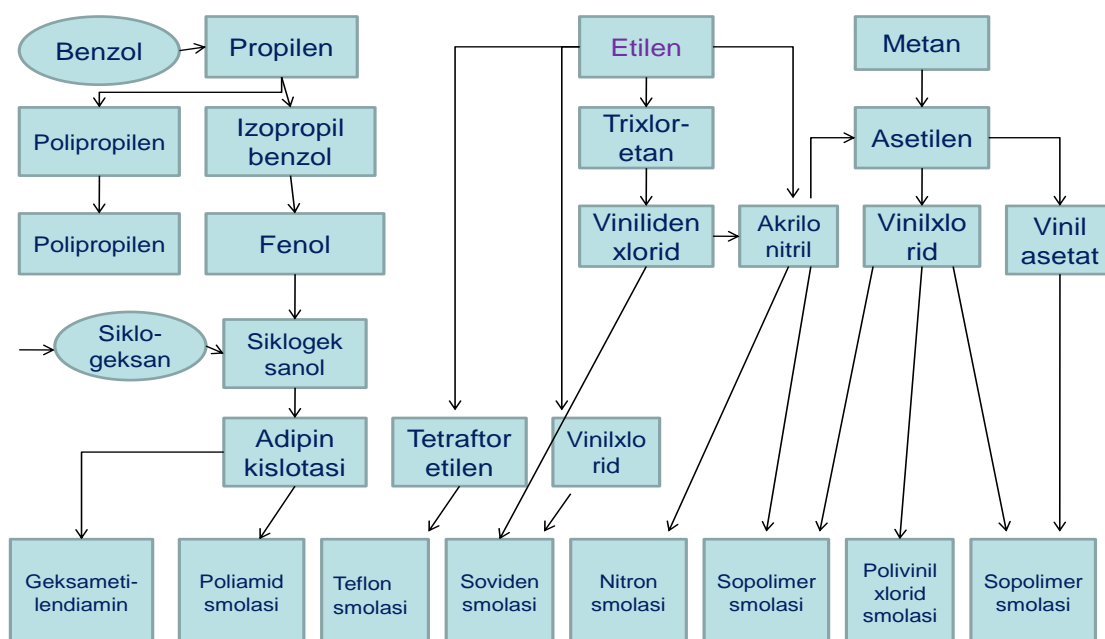 Benzol
Propilen
Etilen
Metan
Polipropilen
Izopropil
benzol
Trixlor-
etan
Asetilen
Polipropilen
Fenol
Viniliden
xlorid
Akrilo
nitril
Vinilxlo
rid
Vinil
asetat
Siklo-
geksan
Siklogek
sanol
Adipin
kislotasi
Tetraftor
etilen
Vinilxlo
rid
Geksameti-
lendiamin
Poliamid
smolasi
Teflon
smolasi
Soviden
smolasi
Nitron
smolasi
Sopolimer
smolasi
Polivinil
xlorid
smolasi
Sopolimer
smolasi